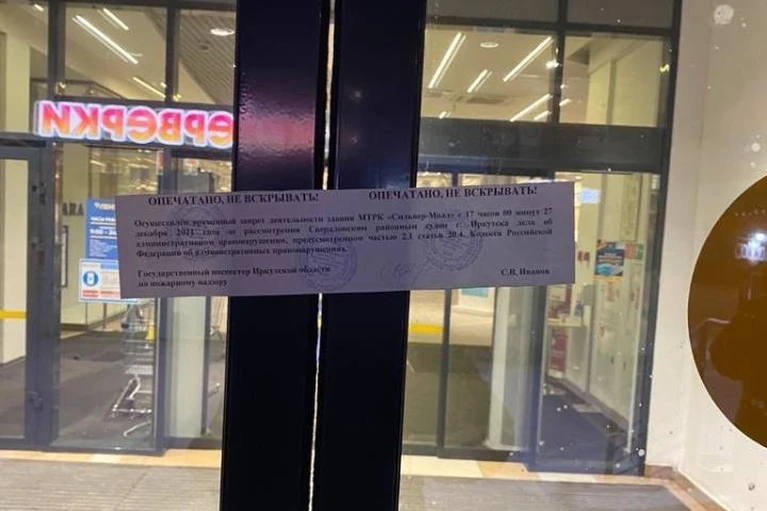 ерверки
ОПЕЧАТАНО, НЕ ВСКРЫВАТЬ! ОПЕЧАТАНО, НЕ ВСКРЫВАТЬ!
Осуществлен временный запрет деятельности здания МТРК «Сильвер-Молл» с 17 часов 00 минут 27
декабря 2021 года до рассмотрения Свердловским районным судом г. Иркутска дела об
административном правонарушении, предусмотренном частью 2.1 статьи 20.4. Кодекса Российской
Федерации об административных правонарушениях.
Государственный инспектор Иркутской области
по пожарному надзору
С.В. Иванов